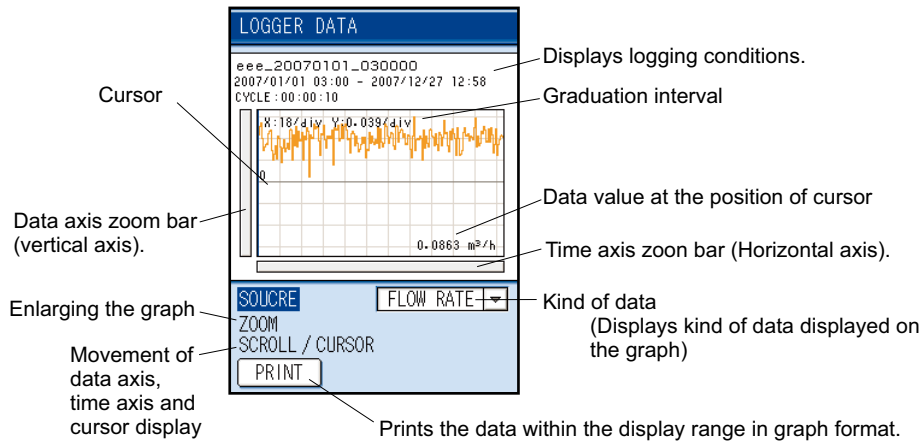 LOGGER DATA
eee_20070101_030000
2007/01/01 03:00 - 2007/12/27 12:58
CYCLE:00:00:10
X:18/div Y:0.039/div
0
0.0863 m³/h
SOUCRE
FLOW RATE
ZOOM
SCROLL / CURSOR
PRINT
Cursor
Data axis zoom bar
(vertical axis).
Enlarging the graph
Movement of
data axis,
time axis and
cursor display
Displays logging conditions.
Graduation interval
Data value at the position of cursor
Time axis zoon bar (Horizontal axis).
Kind of data
(Displays kind of data displayed on
the graph)
Prints the data within the display range in graph format.